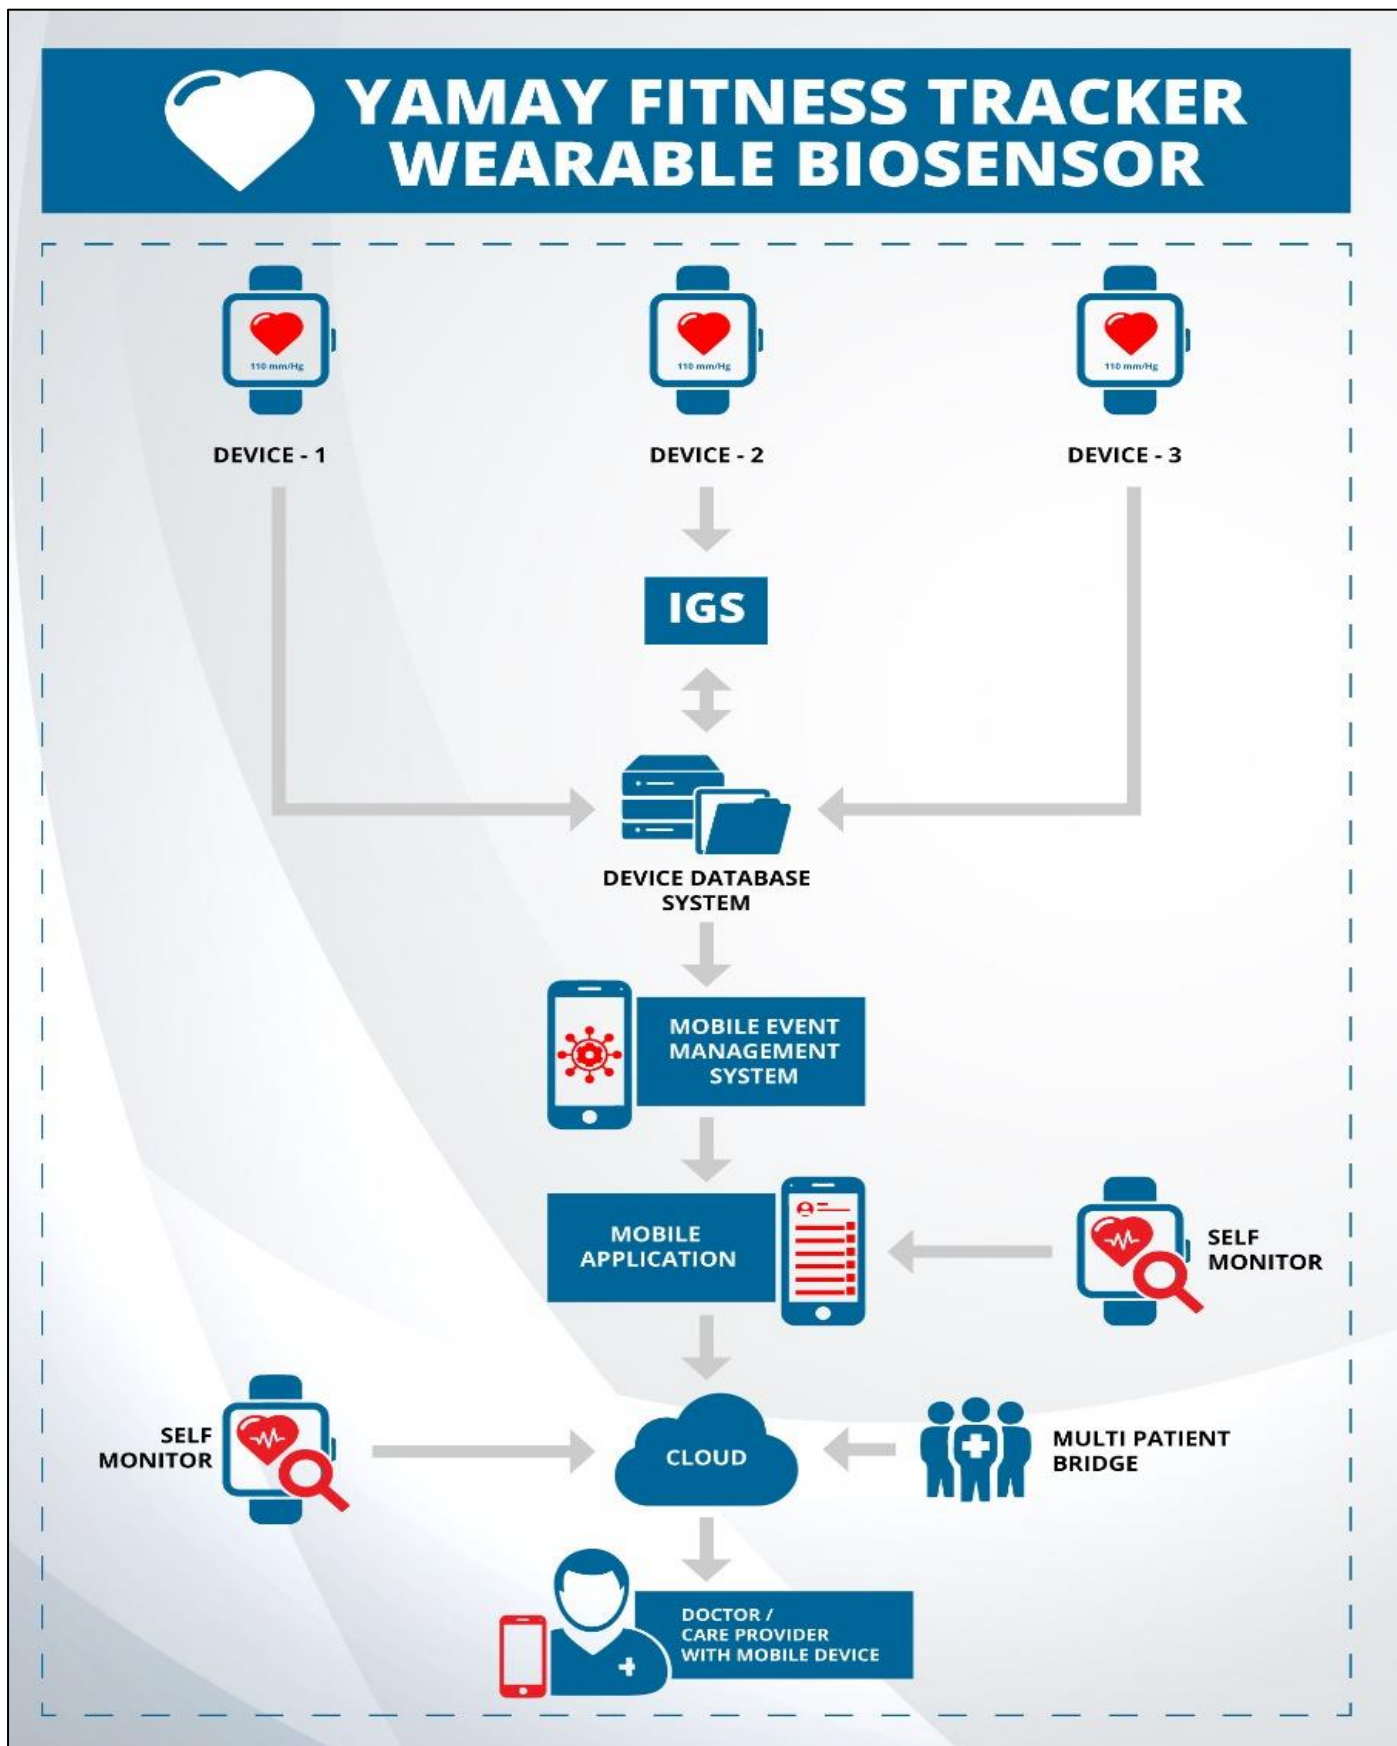 YAMAY FITNESS TRACKER
WEARABLE BIOSENSOR
110 mm/Hg
110 mm/Hg
110 mm/Hg
DEVICE - 1
DEVICE - 2
DEVICE - 3
IGS
DEVICE DATABASE
SYSTEM
MOBILE EVENT
MANAGEMENT
SYSTEM
MOBILE
APPLICATION
SELF
MONITOR
SELF
MONITOR
CLOUD
MULTI PATIENT
BRIDGE
DOCTOR /
CARE PROVIDER
WITH MOBILE DEVICE